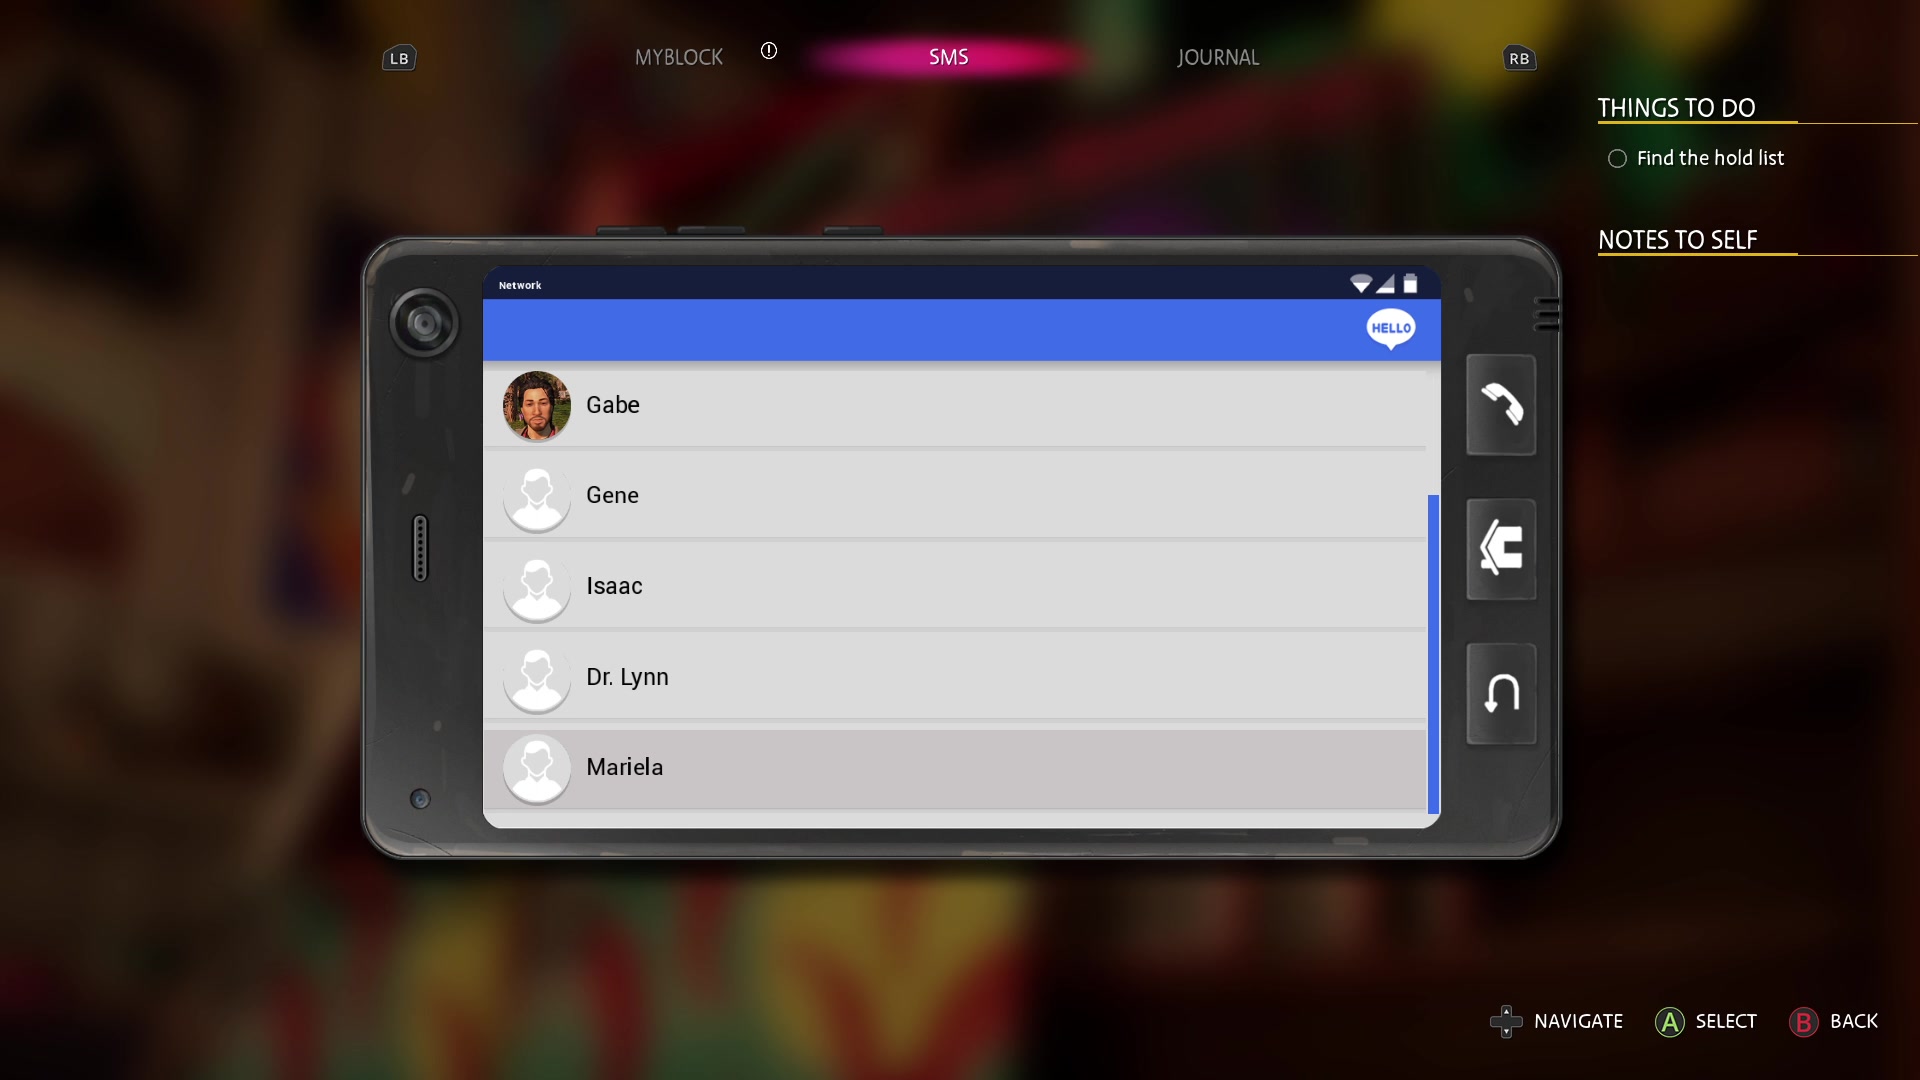 LB
MYBLOCK
SMS
JOURNAL
RB
THINGS TO DO
Find the hold list
NOTES TO SELF
Network
HELLO
Gabe
Gene
Isaac
Dr. Lynn
Mariela
NAVIGATE
A SELECT
B BACK